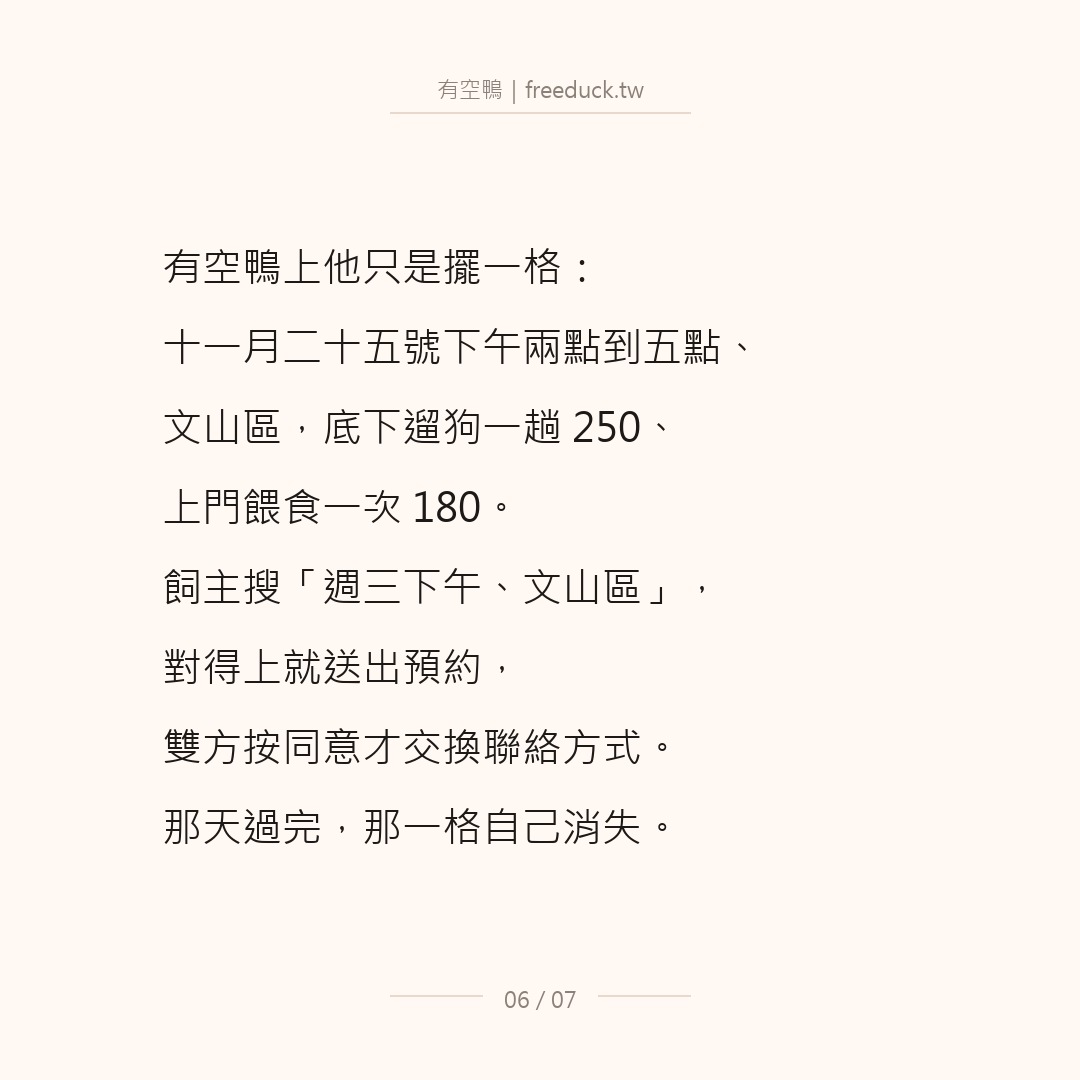 有空鴨 | freeduck.tw
有空鴨上他只是擺一格：
十一月二十五號下午兩點到五點、
文山區，底下遛狗一趟 250、
上門餵食一次 180。
飼主搜「週三下午、文山區」，
對得上就送出預約，
雙方按同意才交換聯絡方式。
那天過完，那一格自己消失。
06 / 07